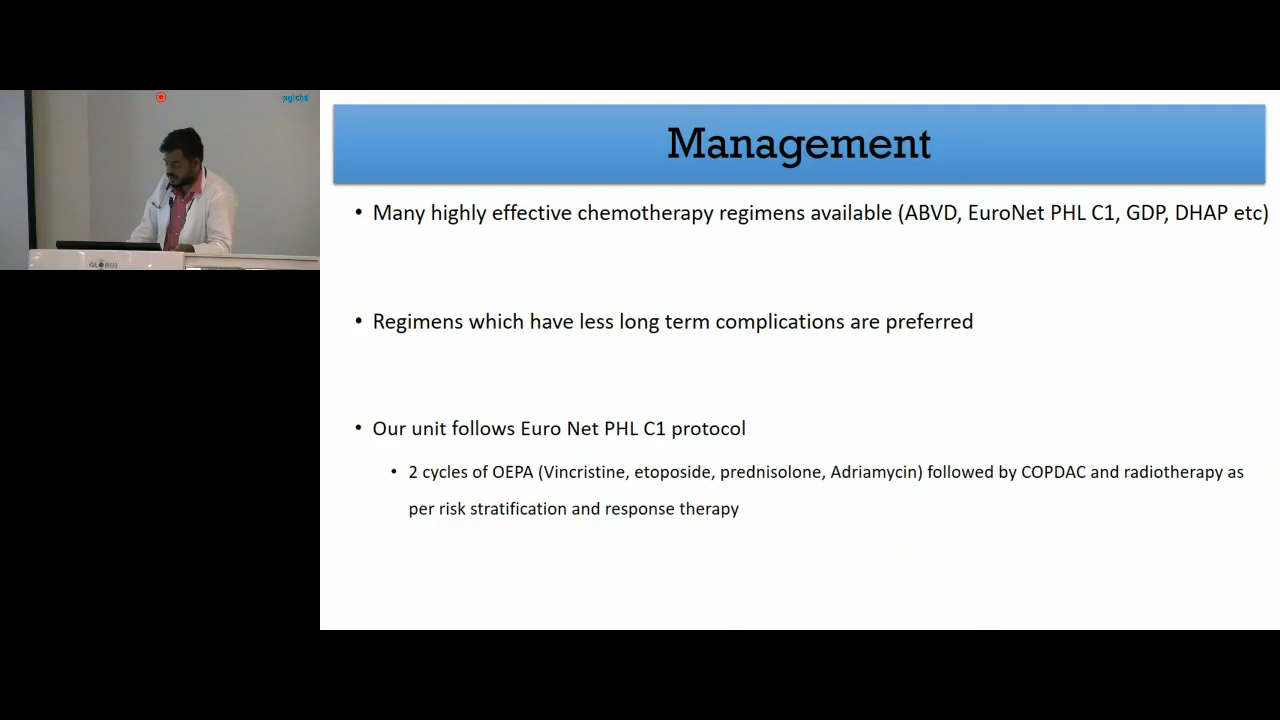 pgichd
Management
• Many highly effective chemotherapy regimens available (ABVD, EuroNet PHL C1, GDP, DHAP etc)
• Regimens which have less long term complications are preferred
• Our unit follows Euro Net PHL C1 protocol
• 2 cycles of OEPA (Vincristine, etoposide, prednisolone, Adriamycin) followed by COPDAC and radiotherapy as
per risk stratification and response therapy
GLOBUS